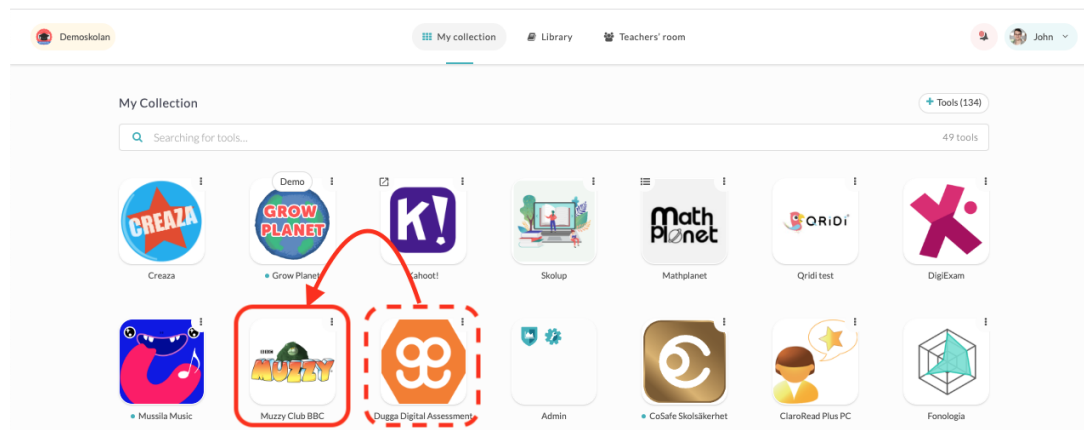 Demoskolan
My collection
Library
Teachers' room
John
My Collection
+ Tools (134)
Searching for tools...
49 tools
CREAZA
Demo
GROW
PLANET
K!
Math
Planet
QRIDI
Creaza
Grow Planet
Kahoot!
Skolup
Mathplanet
Qridi test
DigiExam
MUZZY
Mussila Music
Muzzy Club BBC
Dugga Digital Assessment
Admin
CoSafe Skolsäkerhet
ClaroRead Plus PC
Fonologia